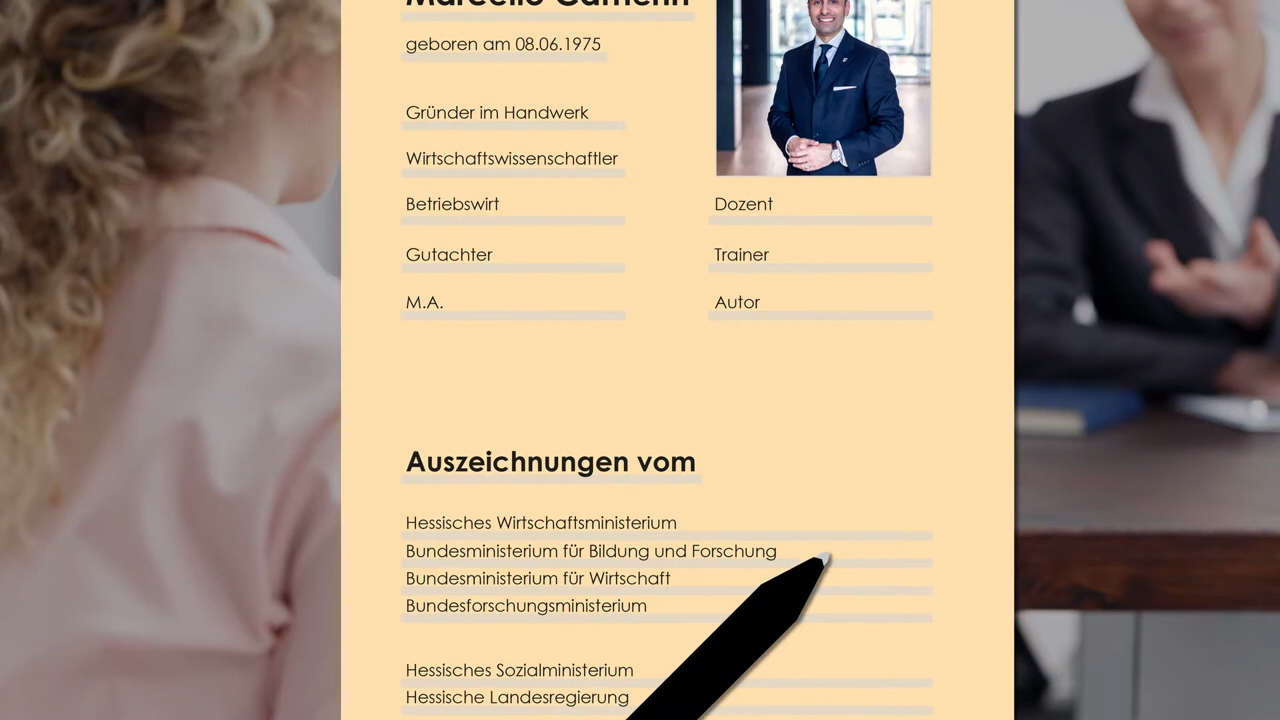 Marcello
geboren am 08.06.1975
Gründer im Handwerk
Wirtschaftswissenschaftler
Betriebswirt
Gutachter
M.A.
Dozent
Trainer
Autor
Auszeichnungen vom
Hessisches Wirtschaftsministerium
Bundesministerium für Bildung und Forschung
Bundesministerium für Wirtschaft
Bundesforschungsministerium
Hessisches Sozialministerium
Hessische Landesregierung